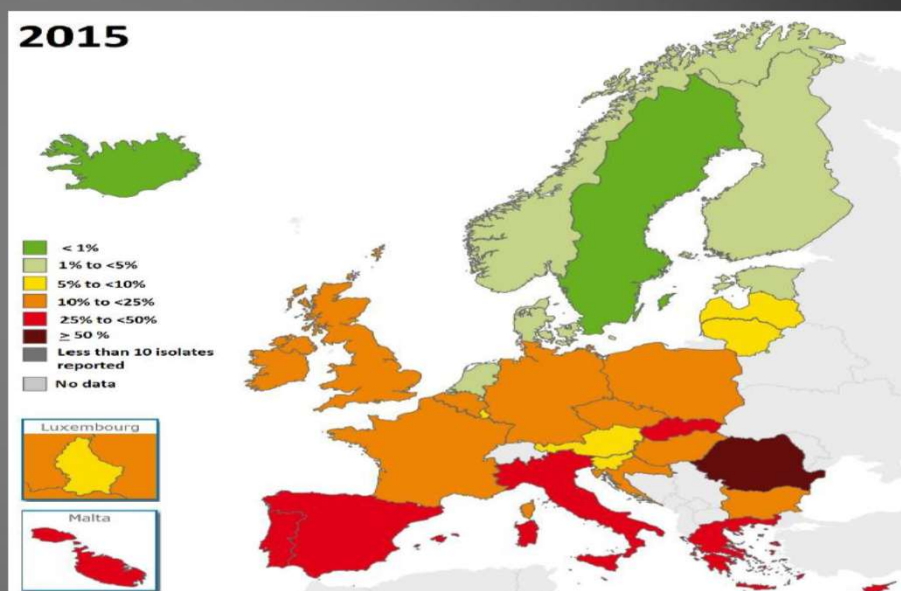 2015
< 1%
1% to <5%
5% to <10%
10% to <25%
25% to <50%
≥ 50 %
Less than 10 isolates
reported
No data
Luxembourg
Malta